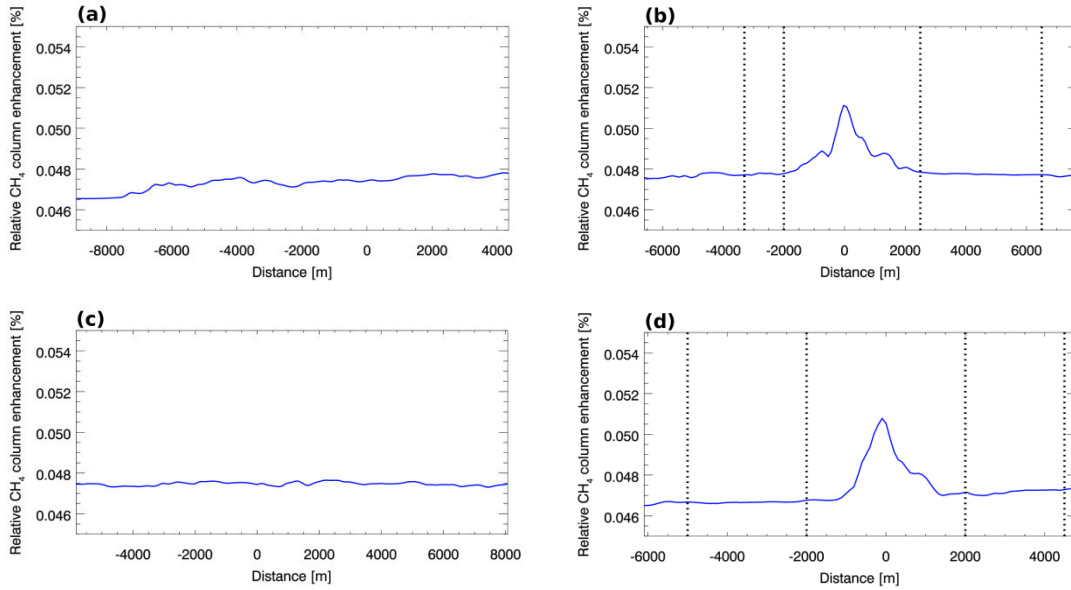 (a)
Relative CH4 column enhancement [%]
0.054
0.052
0.050
0.048
0.046
-8000 -6000 -4000 -2000 0 2000 4000
Distance [m]
(b)
Relative CH4 column enhancement [%]
0.054
0.052
0.050
0.048
0.046
-6000 -4000 -2000 0 2000 4000 6000
Distance [m]
(c)
Relative CH4 column enhancement [%]
0.054
0.052
0.050
0.048
0.046
-4000 -2000 0 2000 4000 6000 8000
Distance [m]
(d)
Relative CH4 column enhancement [%]
0.054
0.052
0.050
0.048
0.046
-6000 -4000 -2000 0 2000 4000
Distance [m]